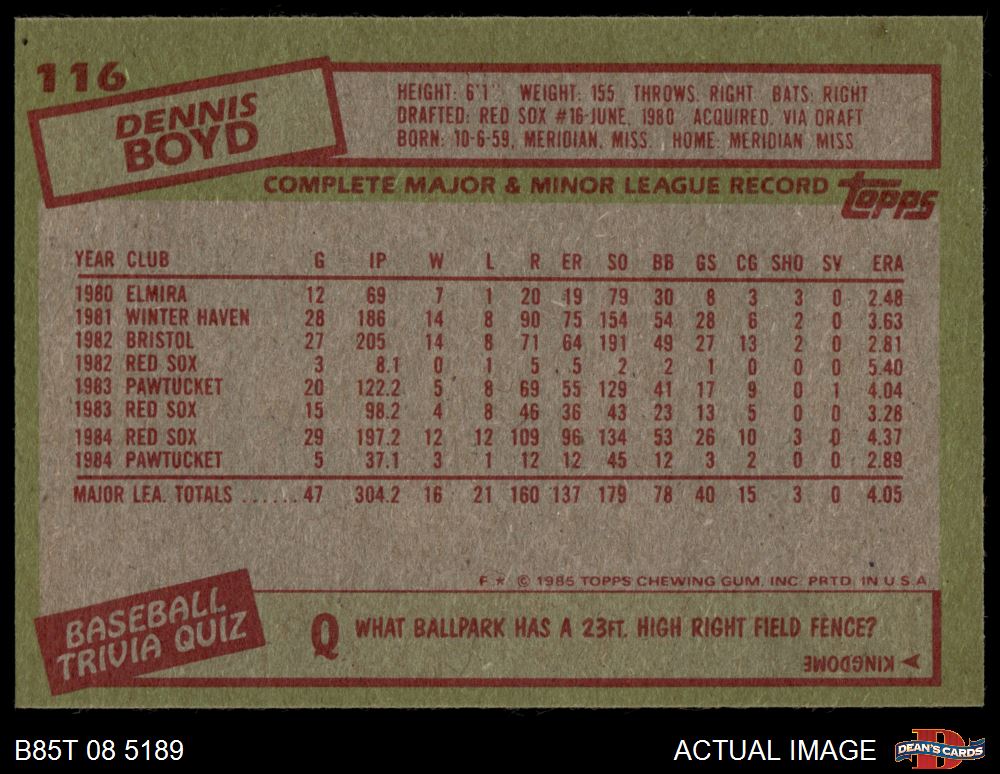 116
DENNIS
BOYD
HEIGHT: 6'1" WEIGHT: 155 THROWS: RIGHT BATS: RIGHT
DRAFTED: RED SOX #16-JUNE, 1980 ACQUIRED: VIA DRAFT
BORN: 10-6-59, MERIDIAN, MISS. HOME: MERIDIAN MISS
COMPLETE MAJOR & MINOR LEAGUE RECORD topps
YEAR CLUB G IP W L R ER SO BB GS CG SHO SV ERA
1980 ELMIRA 12 69 7 1 20 19 79 30 8 3 3 0 2.48
1981 WINTER HAVEN 28 186 14 8 90 75 154 54 28 6 2 0 3.63
1982 BRISTOL 27 205 14 8 71 64 191 49 27 13 2 0 2.81
1982 RED SOX 3 8.1 0 1 5 5 2 2 1 0 0 0 5.40
1983 PAWTUCKET 20 122.2 5 8 69 55 129 41 17 9 0 1 4.04
1983 RED SOX 15 98.2 4 8 46 36 43 23 13 5 0 0 3.28
1984 RED SOX 29 197.2 12 12 109 96 134 53 26 10 3 0 4.37
1984 PAWTUCKET 5 37.1 3 1 12 12 45 12 3 2 0 0 2.89
MAJOR LEA. TOTALS ...... 47 304.2 16 21 160 137 179 78 40 15 3 0 4.05
F * © 1985 TOPPS CHEWING GUM, INC. PRTD. IN U.S.A.
BASEBALL
TRIVIA QUIZ
Q WHAT BALLPARK HAS A 23FT. HIGH RIGHT FIELD FENCE?
KINGDOME
B85T 08 5189
ACTUAL IMAGE
D DEAN'S CARDS